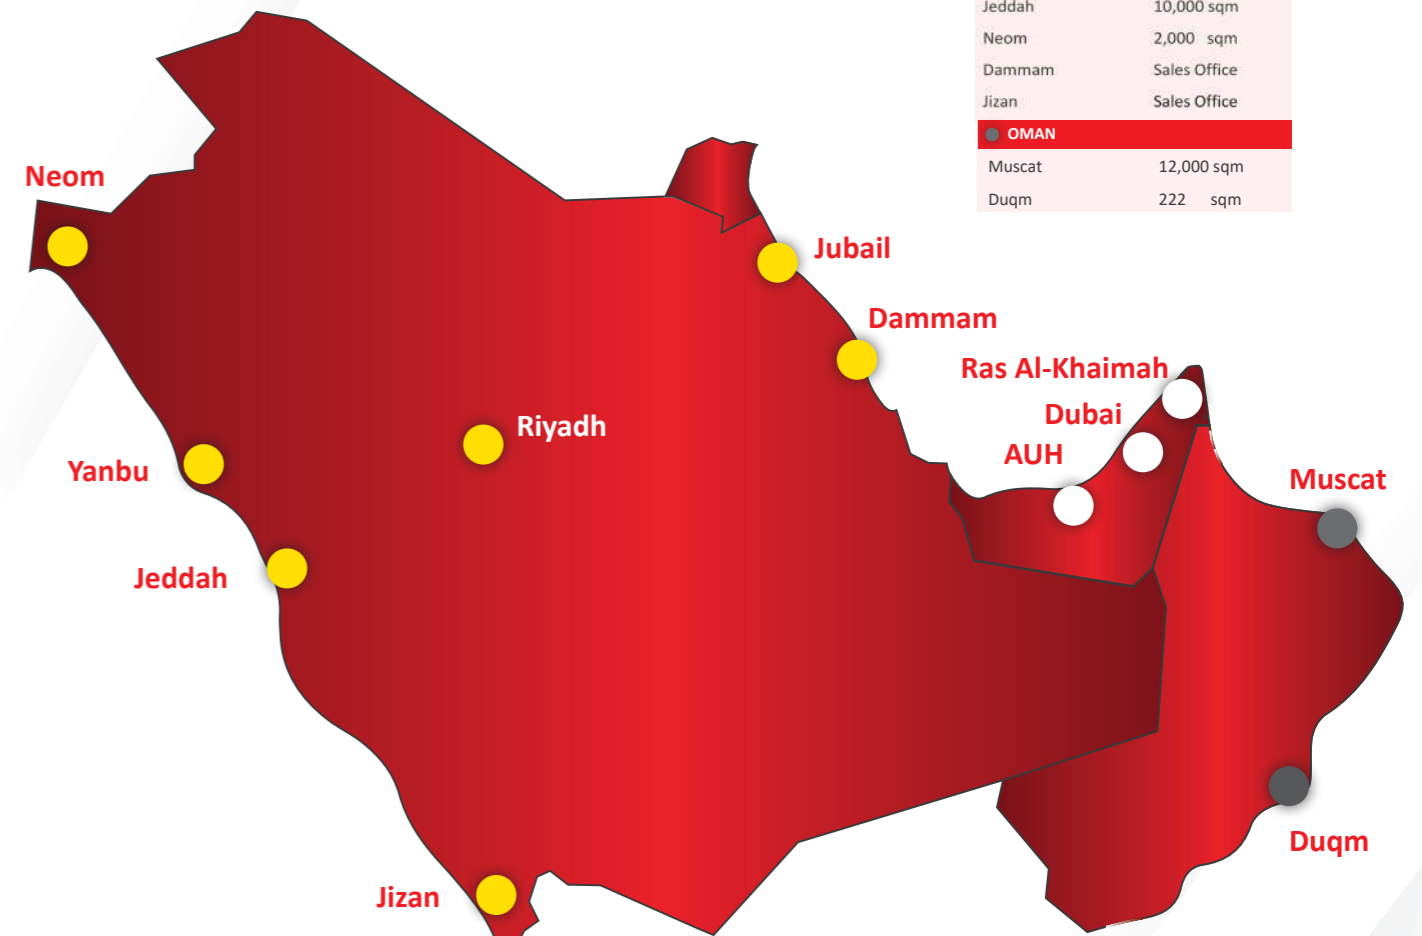 Jeddah 10,000 sqm
Neom 2,000 sqm
Dammam Sales Office
Jizan Sales Office
OMAN
Muscat 12,000 sqm
Duqm 222 sqm
Neom
Jubail
Dammam
Ras Al-Khaimah
Dubai
Riyadh
AUH
Yanbu
Muscat
Jeddah
Duqm
Jizan